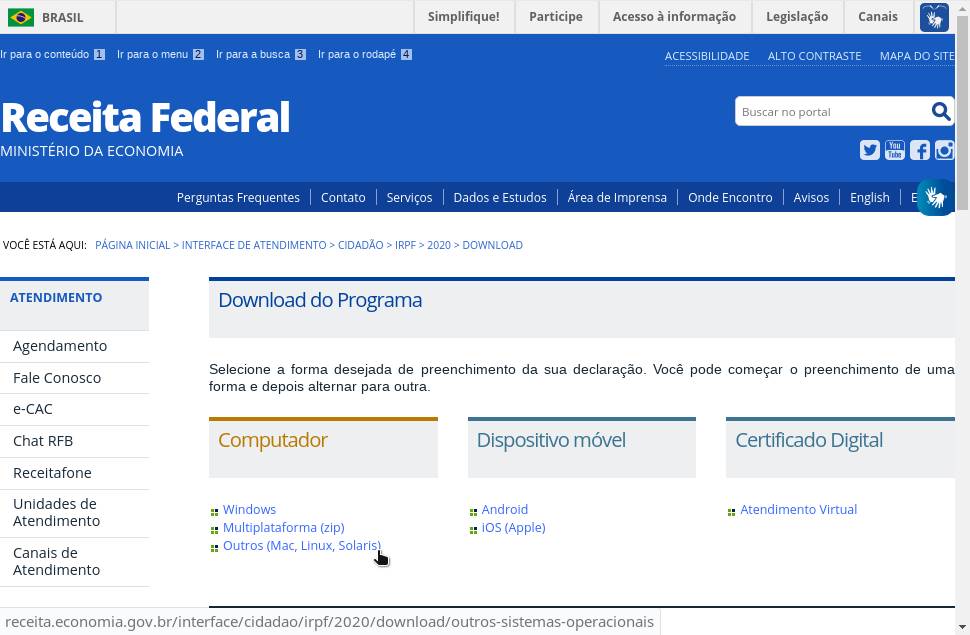 BRASIL
Simplifique!
Participe
Acesso à informação
Legislação
Canais
Ir para o conteúdo 1
Ir para o menu 2
Ir para a busca 3
Ir para o rodapé 4
ACESSIBILIDADE
ALTO CONTRASTE
MAPA DO SITE
Receita Federal
MINISTÉRIO DA ECONOMIA
Buscar no portal
You Tube
Perguntas Frequentes
Contato
Serviços
Dados e Estudos
Área de Imprensa
Onde Encontro
Avisos
English
E
VOCÊ ESTÁ AQUI: PÁGINA INICIAL > INTERFACE DE ATENDIMENTO > CIDADÃO > IRPF > 2020 > DOWNLOAD
ATENDIMENTO
Agendamento
Fale Conosco
e-CAC
Chat RFB
Receitafone
Unidades de
Atendimento
Canais de
Atendimento
Download do Programa
Selecione a forma desejada de preenchimento da sua declaração. Você pode começar o preenchimento de uma
forma e depois alternar para outra.
Computador
Windows
Multiplataforma (zip)
Outros (Mac, Linux, Solaris)
Dispositivo móvel
Android
iOS (Apple)
Certificado Digital
Atendimento Virtual
receita.economia.gov.br/interface/cidadao/irpf/2020/download/outros-sistemas-operacionais